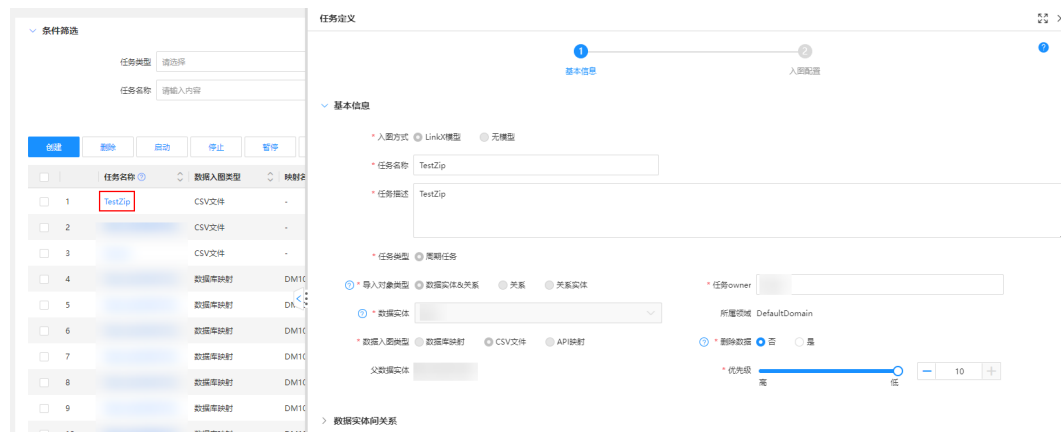 条件筛选
任务类型 请选择
任务名称 请输入内容
创建 删除 启动 停止 暂停
任务名称 数据入图类型 映射名
1 TestZip CSV文件 -
2 CSV文件 -
3 CSV文件 -
4 数据库映射 DM10
5 数据库映射
6 数据库映射 DM10
7 数据库映射 DM10
8 数据库映射 DM10
9 数据库映射 DM10
任务定义
1 2
基本信息 入图配置
基本信息
* 入图方式 LinkX模型 无模型
* 任务名称 TestZip
* 任务描述 TestZip
* 任务类型 周期任务
* 导入对象类型 数据实体&关系 关系 关系实体 * 任务owner
* 数据实体 所属领域 DefaultDomain
* 数据入图类型 数据库映射 CSV文件 API映射 * 删除数据 否 是
父数据实体 * 优先级 高 低 10
数据实体间关系